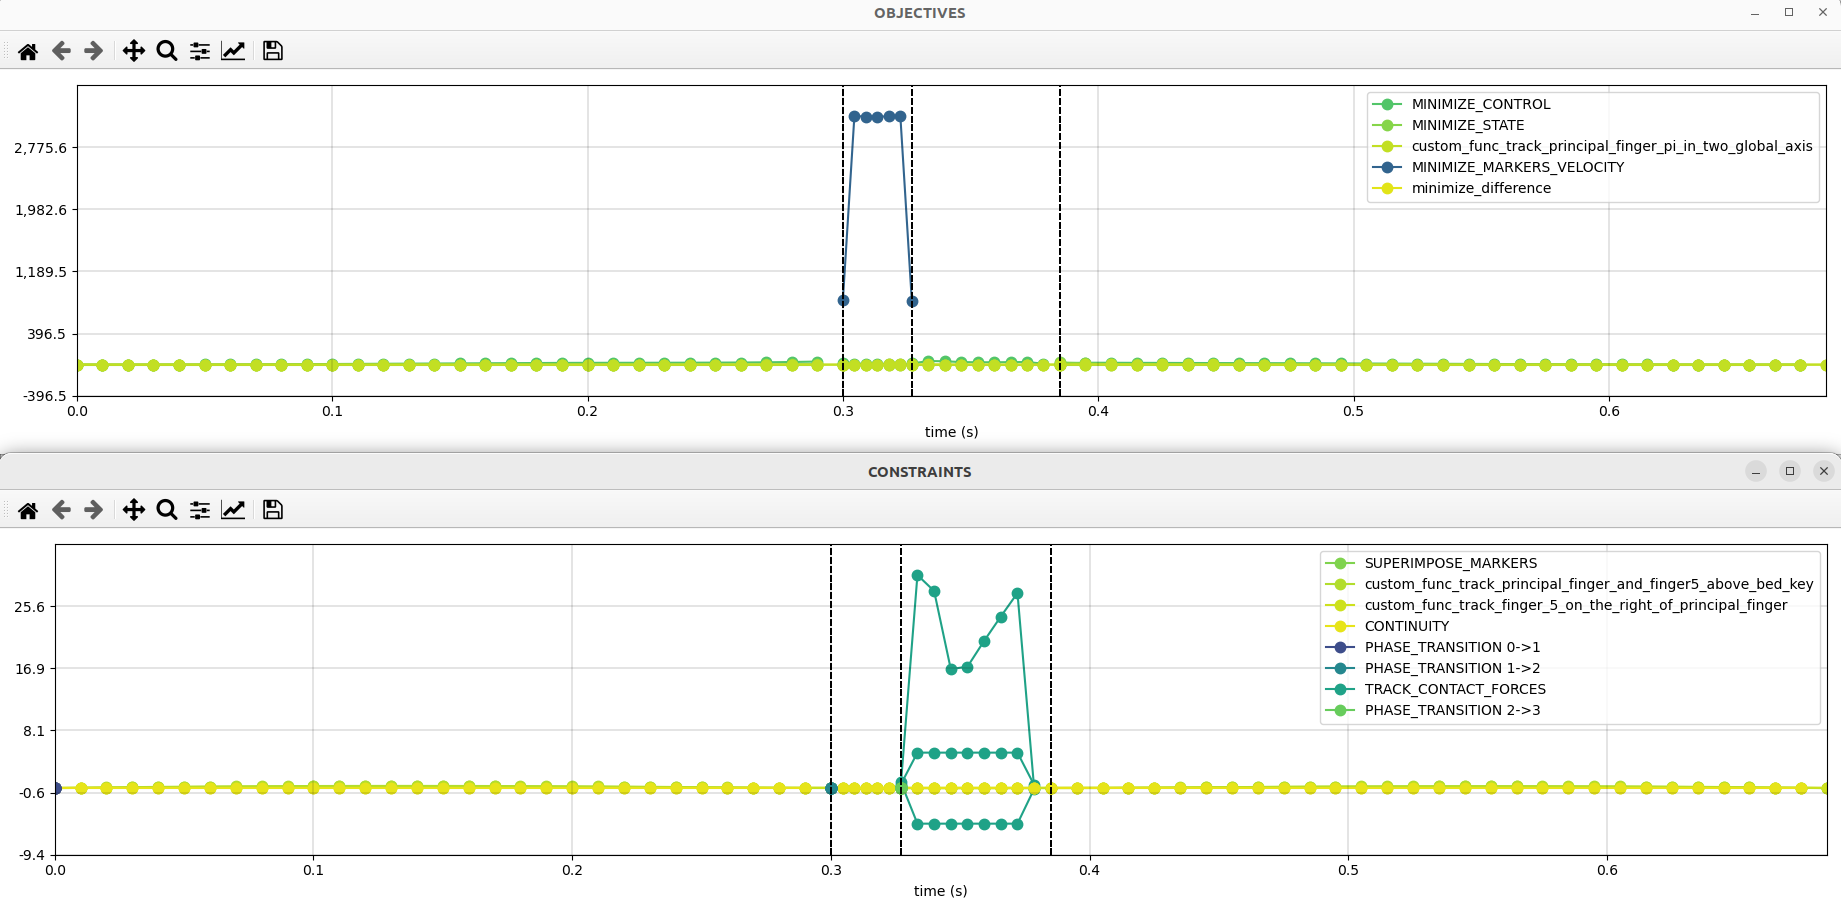 OBJECTIVES
2,775.6
1,982.6
1,189.5
396.5
-396.5
0.0 0.1 0.2 0.3 0.4 0.5 0.6
time (s)
MINIMIZE_CONTROL
MINIMIZE_STATE
custom_func_track_principal_finger_pi_in_two_global_axis
MINIMIZE_MARKERS_VELOCITY
minimize_difference
CONSTRAINTS
25.6
16.9
8.1
-0.6
-9.4
0.0 0.1 0.2 0.3 0.4 0.5 0.6
time (s)
SUPERIMPOSE_MARKERS
custom_func_track_principal_finger_and_finger5_above_bed_key
custom_func_track_finger_5_on_the_right_of_principal_finger
CONTINUITY
PHASE_TRANSITION 0->1
PHASE_TRANSITION 1->2
TRACK_CONTACT_FORCES
PHASE_TRANSITION 2->3